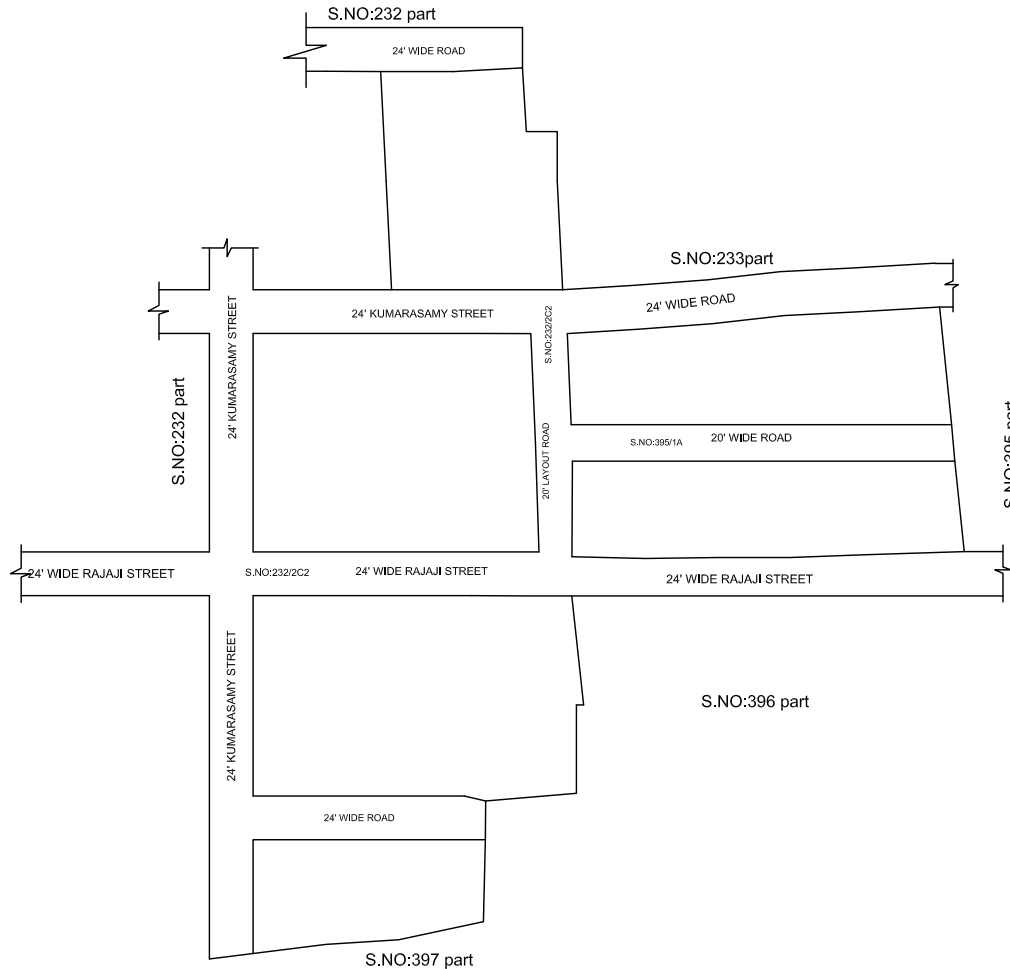 S.NO:232 part
24' WIDE ROAD
S.NO:233part
24' WIDE ROAD
24' KUMARASAMY STREET
24' KUMARASAMY STREET
S.NO:232/2C2
S.NO:232 part
20' LAYOUT ROAD
S.NO:395/1A
20' WIDE ROAD
S.NO:395 part
24' WIDE RAJAJI STREET
S.NO:232/2C2
24' WIDE RAJAJI STREET
24' WIDE RAJAJI STREET
24' KUMARASAMY STREET
S.NO:396 part
24' WIDE ROAD
S.NO:397 part